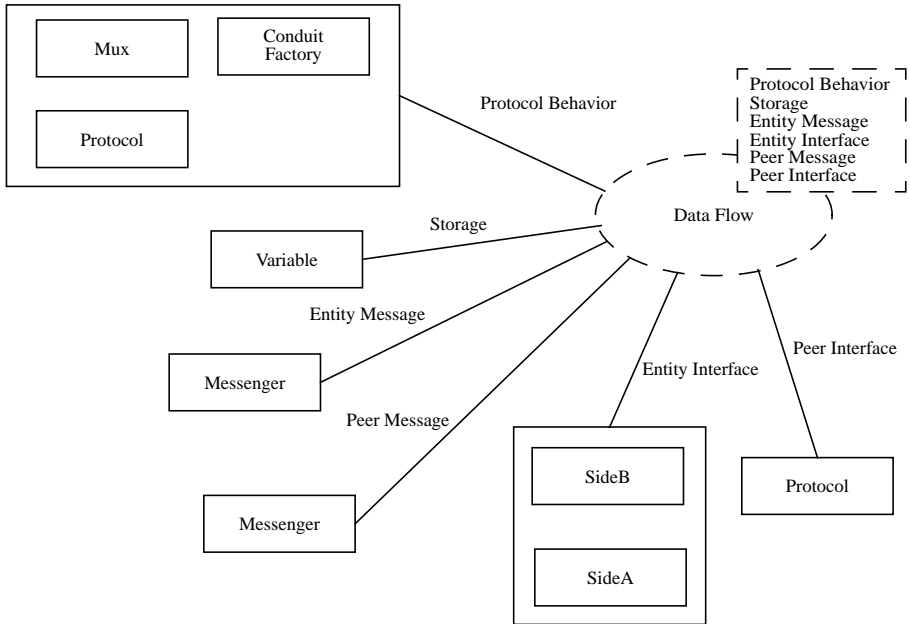 Mux
Conduit
Factory
Protocol
Protocol Behavior
Protocol Behavior
Storage
Entity Message
Entity Interface
Peer Message
Peer Interface
Data Flow
Storage
Variable
Entity Message
Messenger
Peer Message
Messenger
Entity Interface
Peer Interface
SideB
SideA
Protocol